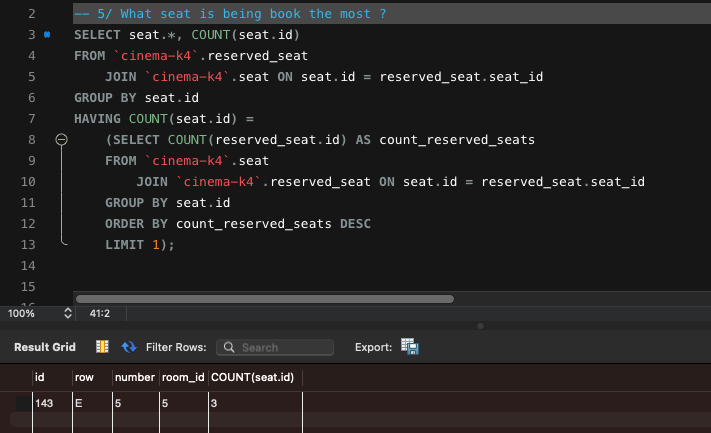 2 -- 5/ What seat is being book the most ?
3 SELECT seat.*, COUNT(seat.id)
4 FROM `cinema-k4`.reserved_seat
5 JOIN `cinema-k4`.seat ON seat.id = reserved_seat.seat_id
6 GROUP BY seat.id
7 HAVING COUNT(seat.id) =
8 (SELECT COUNT(reserved_seat.id) AS count_reserved_seats
9 FROM `cinema-k4`.seat
10 JOIN `cinema-k4`.reserved_seat ON seat.id = reserved_seat.seat_id
11 GROUP BY seat.id
12 ORDER BY count_reserved_seats DESC
13 LIMIT 1);
14
15
16
100% 41:2
Result Grid Filter Rows: Search Export:
id row number room_id COUNT(seat.id)
143 E 5 5 3